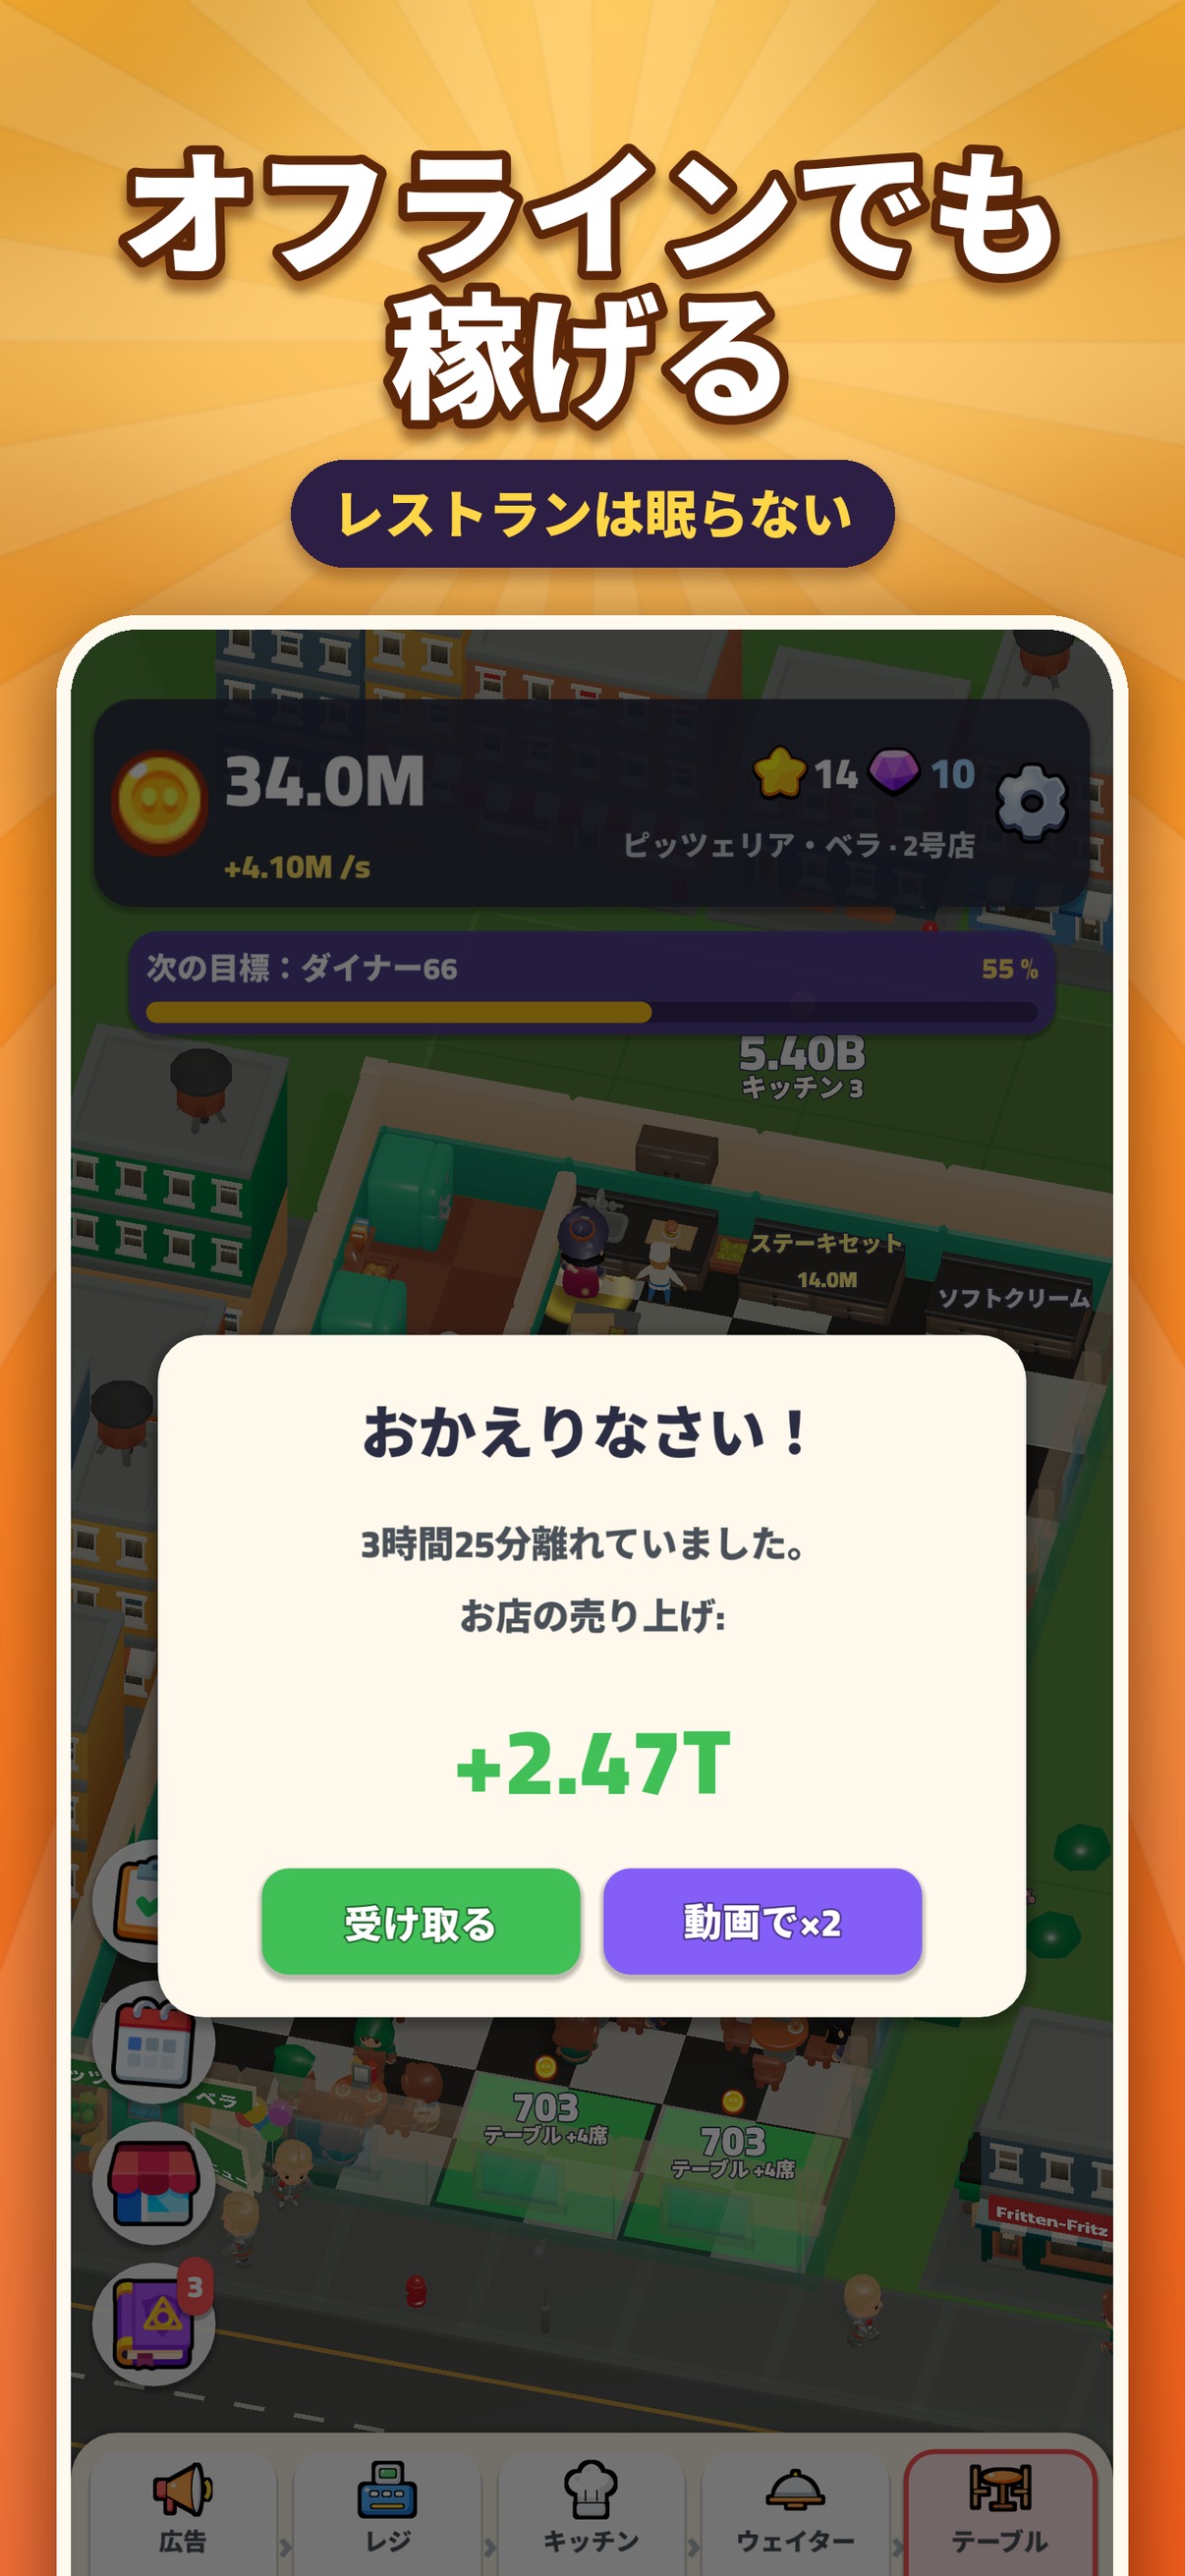 オフラインでも
稼げる
レストランは眠らない
34.0M
14
10
+4.10M /s
ピッツェリア・ベラ · 2号店
次の目標：ダイナー66
55 %
5.40B
キッチン 3
ステーキセット
14.0M
ソフトクリーム
おかえりなさい！
3時間25分離れていました。
お店の売り上げ:
+2.47T
受け取る
動画で×2
ベラ
703
テーブル +4席
703
テーブル +4席
Fritten-Fritz
3
広告
レジ
キッチン
ウェイター
テーブル